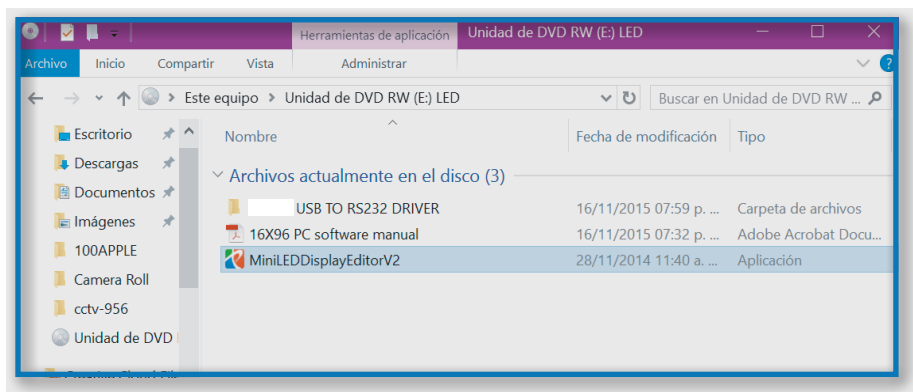 Herramientas de aplicación Unidad de DVD RW (E:) LED
Archivo Inicio Compartir Vista Administrar
Este equipo > Unidad de DVD RW (E:) LED Buscar en Unidad de DVD RW ...
Escritorio
Descargas
Documentos
Imágenes
100APPLE
Camera Roll
cctv-956
Unidad de DVD
Nombre Fecha de modificación Tipo
Archivos actualmente en el disco (3)
USB TO RS232 DRIVER 16/11/2015 07:59 p. ... Carpeta de archivos
16X96 PC software manual 16/11/2015 07:32 p. ... Adobe Acrobat Docu...
MiniLEDDisplayEditorV2 28/11/2014 11:40 a. ... Aplicación